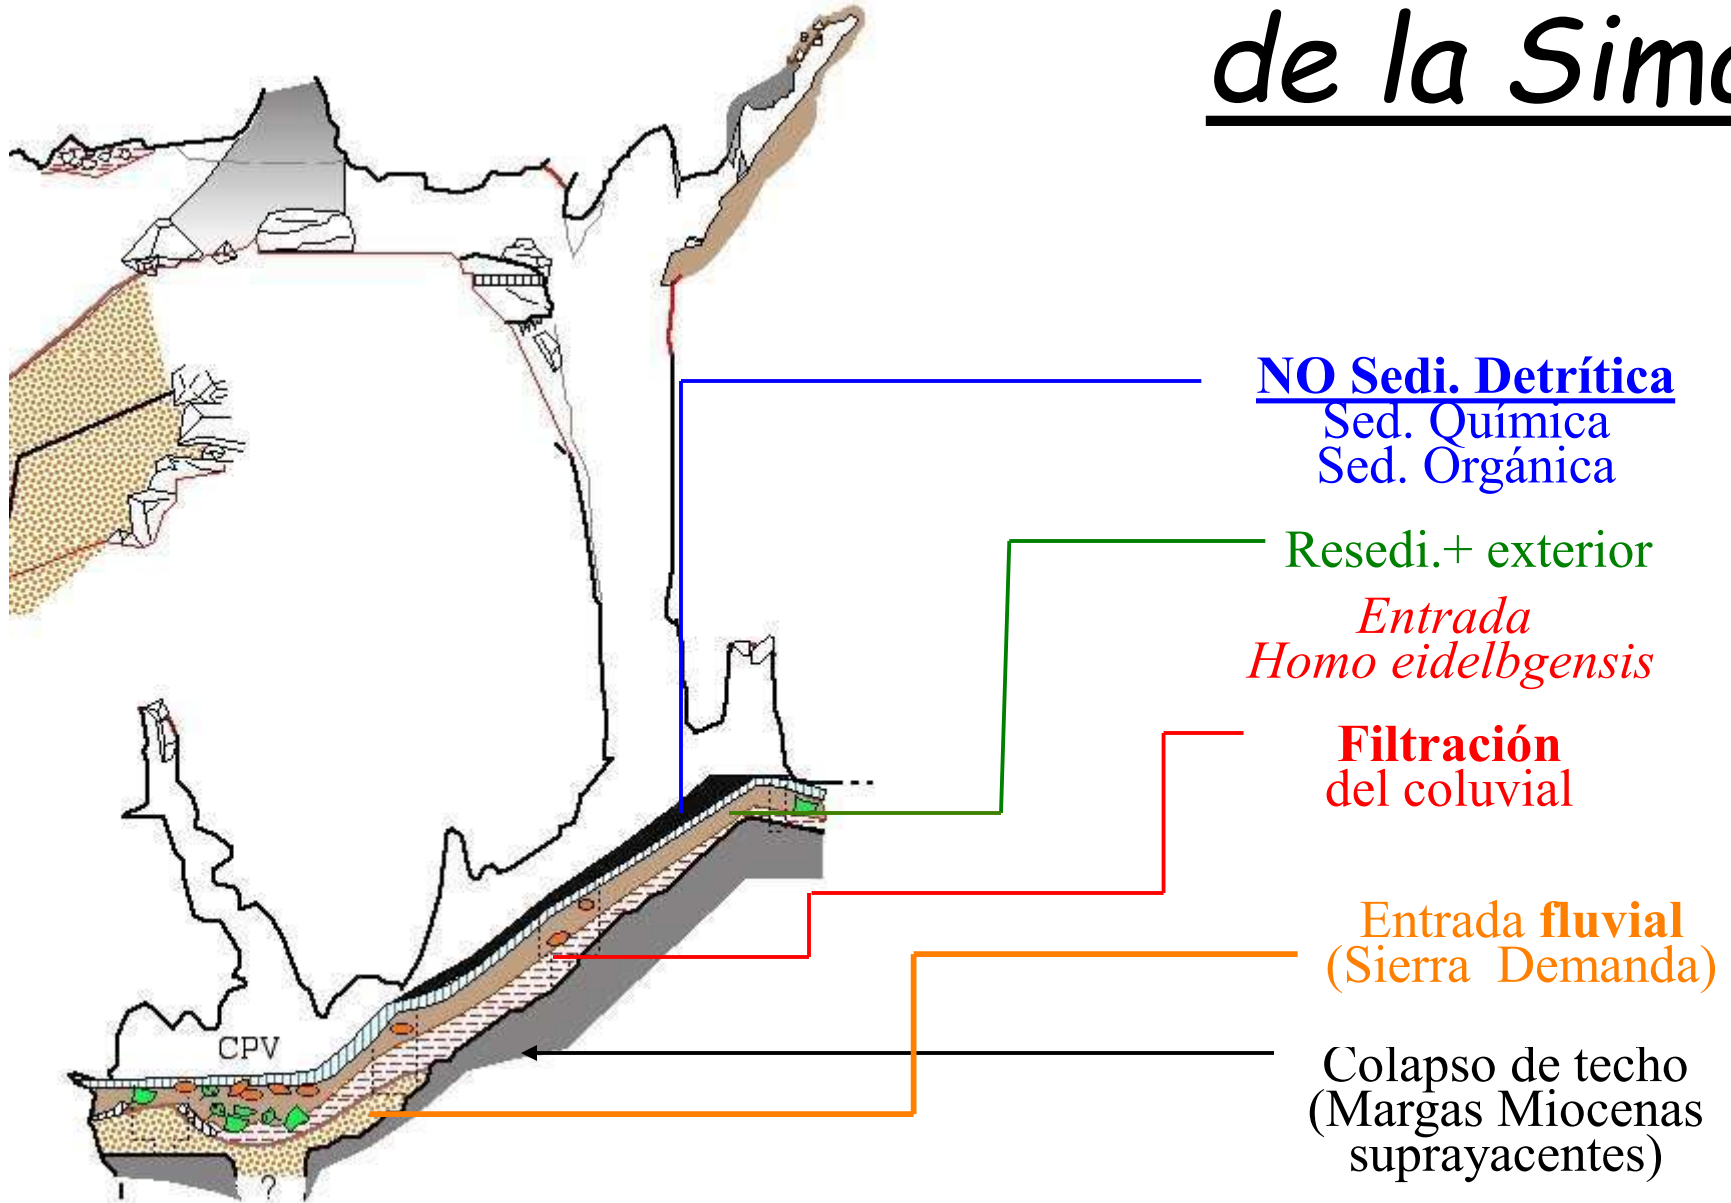 de la Sima
NO Sedi. Detrítica
Sed. Química
Sed. Orgánica
Resedi.+ exterior
Entrada
Homo eidelbgensis
Filtración
del coluvial
Entrada fluvial
(Sierra Demanda)
CPV
Colapso de techo
(Margas Miocenas
suprayacentes)
?